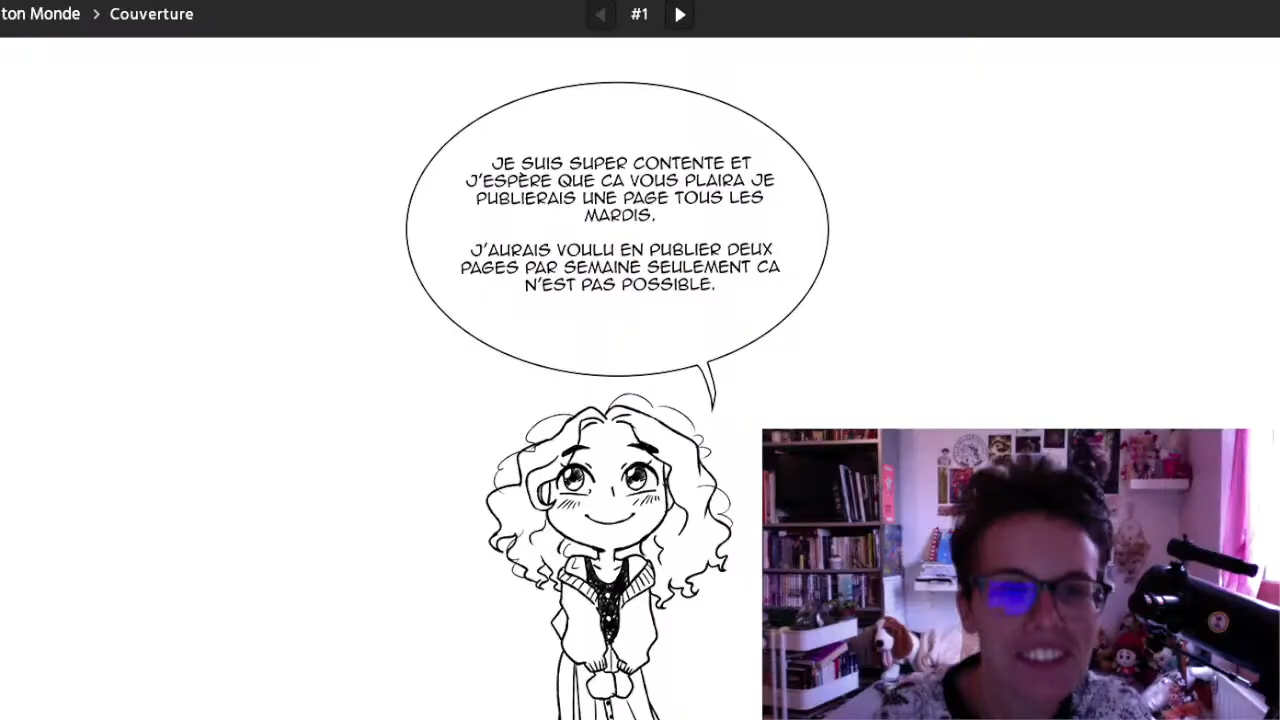 ton Monde > Couverture
#1
JE SUIS SUPER CONTENTE ET
J'ESPÈRE QUE CA VOUS PLAIRA JE
PUBLIERAIS UNE PAGE TOUS LES
MARDIS.
J'AURAIS VOULU EN PUBLIER DEUX
PAGES PAR SEMAINE SEULEMENT CA
N'EST PAS POSSIBLE.